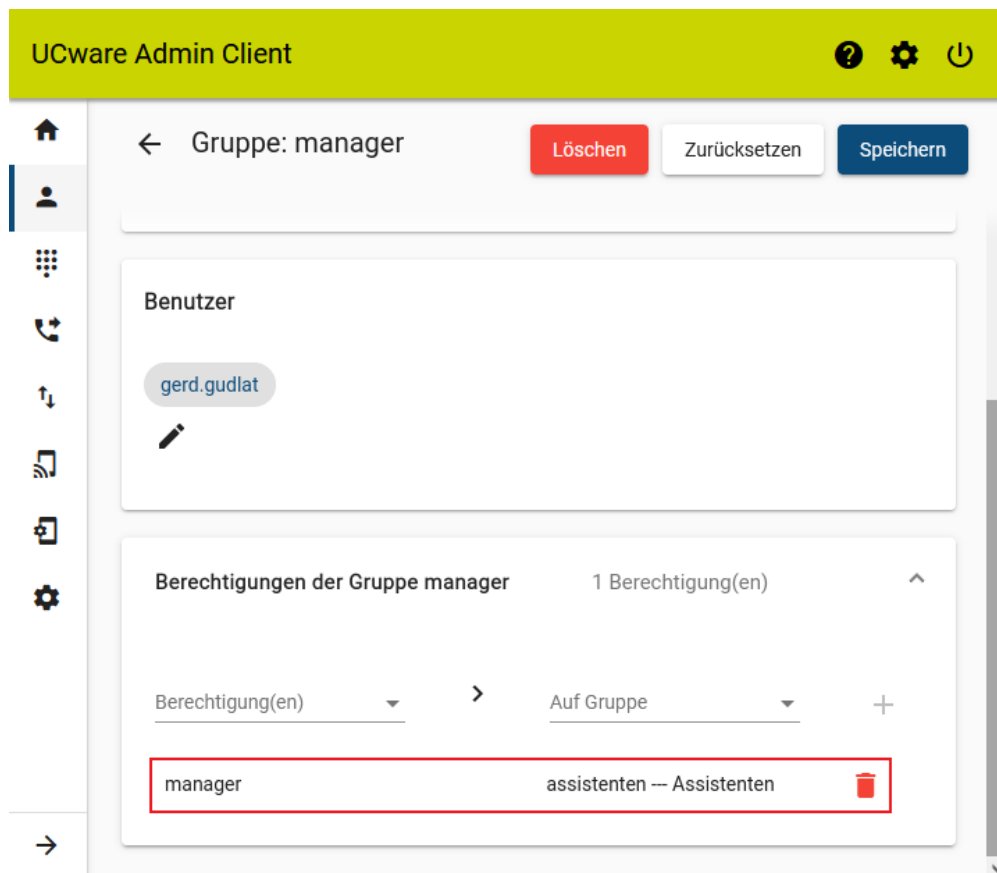 UCware Admin Client
Gruppe: manager
Löschen
Zurücksetzen
Speichern
Benutzer
gerd.gudlat
Berechtigungen der Gruppe manager
1 Berechtigung(en)
Berechtigung(en)
Auf Gruppe
manager
assistenten --- Assistenten